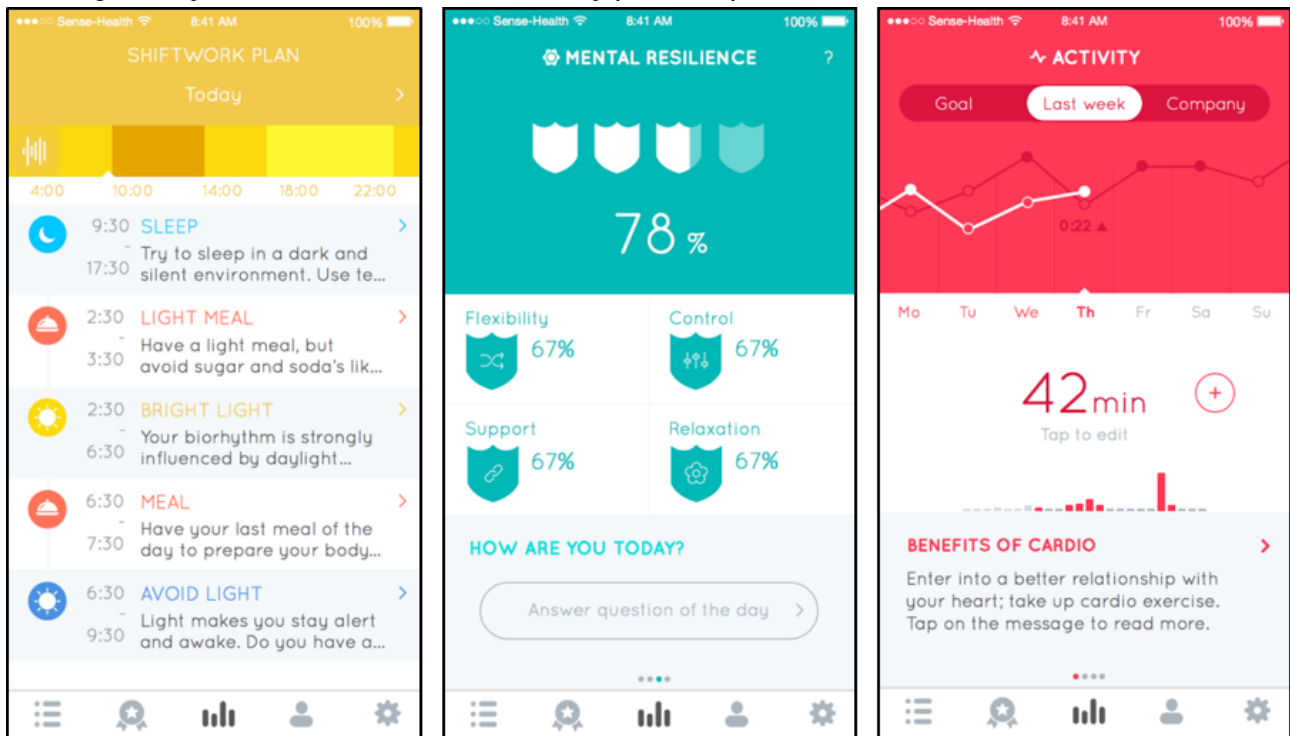 Sense-Health 8:41 AM 100%
SHIFTWORK PLAN
Today
4:00 10:00 14:00 18:00 22:00
9:30 - 17:30 SLEEP
Try to sleep in a dark and
silent environment. Use te...
2:30 - 3:30 LIGHT MEAL
Have a light meal, but
avoid sugar and soda's lik...
2:30 - 6:30 BRIGHT LIGHT
Your biorhythm is strongly
influenced by daylight...
6:30 - 7:30 MEAL
Have your last meal of the
day to prepare your body...
6:30 - 9:30 AVOID LIGHT
Light makes you stay alert
and awake. Do you have a...
Sense-Health 8:41 AM 100%
MENTAL RESILIENCE ?
78 %
Flexibility
67%
Control
67%
Support
67%
Relaxation
67%
HOW ARE YOU TODAY?
Answer question of the day
Sense-Health 8:41 AM 100%
ACTIVITY
Goal Last week Company
0:22
Mo Tu We Th Fr Sa Su
42min
Tap to edit
BENEFITS OF CARDIO
Enter into a better relationship with
your heart; take up cardio exercise.
Tap on the message to read more.